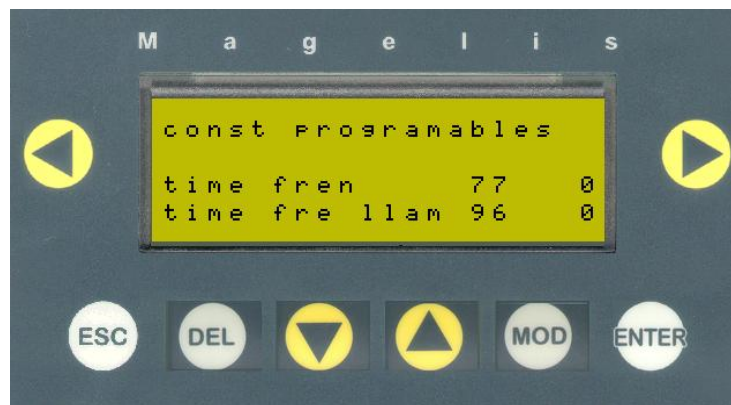 Magelis
const programables
time fren 77 0
time fre llam 96 0
ESC DEL MOD ENTER